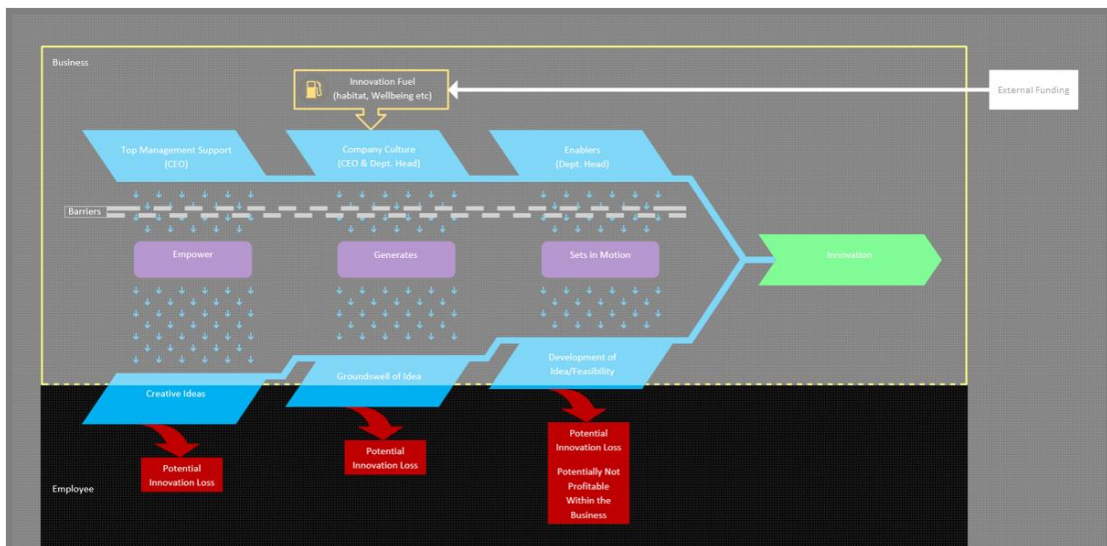 Business
Innovation Fuel
(habitat, Wellbeing etc)
External Funding
Top Management Support
(CEO)
Company Culture
(CEO & Dept. Head)
Enablers
(Dept. Head)
Barriers
Empower
Generates
Sets in Motion
Innovation
Creative Ideas
Groundswell of Idea
Development of
Idea/Feasibility
Potential
Innovation Loss
Potential
Innovation Loss
Potential
Innovation Loss
Potentially Not
Profitable
Within the
Business
Employee